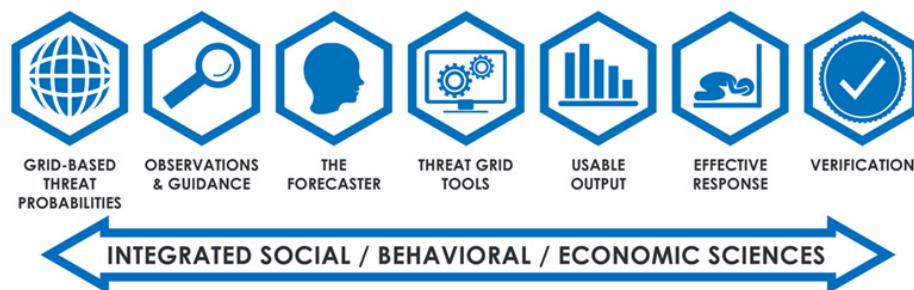 GRID-BASED
THREAT
PROBABILITIES
OBSERVATIONS
& GUIDANCE
THE
FORECASTER
THREAT GRID
TOOLS
USABLE
OUTPUT
EFFECTIVE
RESPONSE
VERIFICATION
INTEGRATED SOCIAL / BEHAVIORAL / ECONOMIC SCIENCES